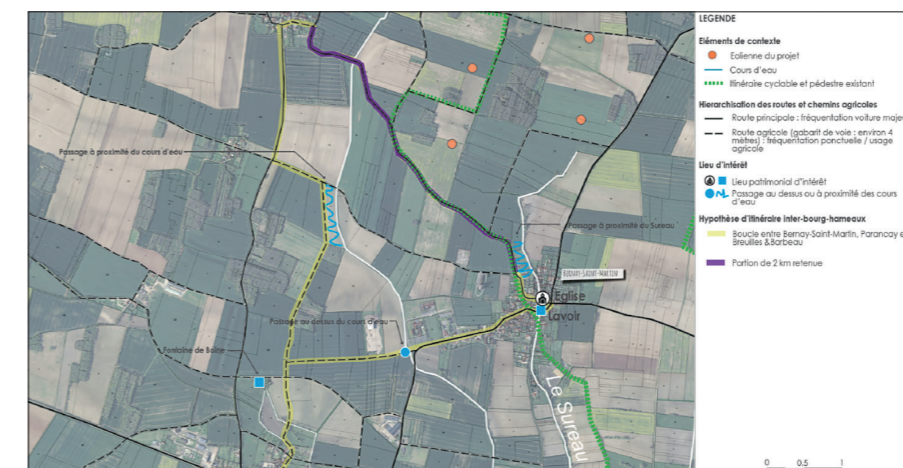 LEGENDE
Eléments de contexte
Eolienne du projet
Cours d'eau
Itinéraire cyclable et pédestre existant
Hierarchisation des routes et chemins agricoles
Route principale : fréquentation voiture maje
Route agricole (gabarit de voie : environ 4
mètres) : fréquentation ponctuelle / usage
agricole
Lieu d'intérêt
Lieu patrimonial d'intérêt
Passage au dessus ou à proximité des cours
d'eau
Hypothèse d'itinéraire inter-bourg-hameaux
Boucle entre Bernay-Saint-Martin, Parancay e
Breuilles &Barbeau
Portion de 2 km retenue
Passage à proximité du cours d'eau
Passage à proximité du Sureau
BERNAY-SAINT-MARTIN
Eglise
Lavoir
Passage au dessus du cours d'eau
Fontaine de Boine
Le Sureau
0 0.5 1